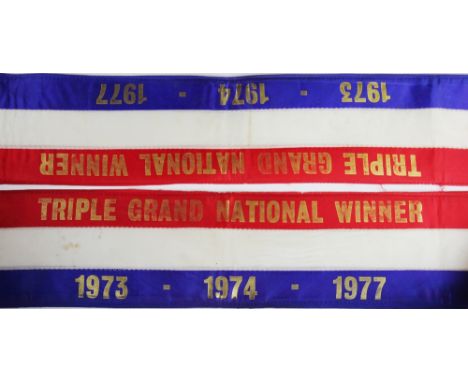 1973 - 1974 - 1977
TRIPLE GRAND NATIONAL WINNER
TRIPLE GRAND NATIONAL WINNER
1973 - 1974 - 1977